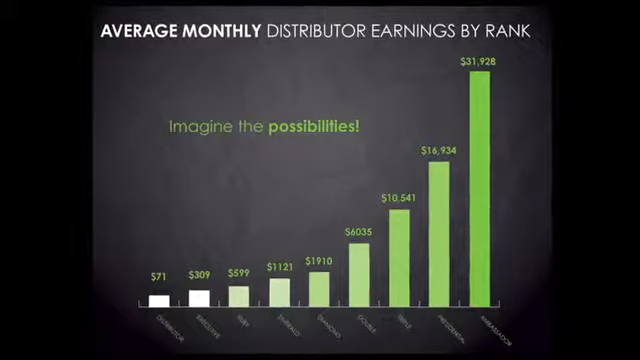 AVERAGE MONTHLY DISTRIBUTOR EARNINGS BY RANK
$31,928
Imagine the possibilities!
$16,934
$10,541
$6035
$1910
$1121
$599
$309
$71
DISTRIBUTOR
EXECUTIVE
RUBY
EMERALD
DIAMOND
DOUBLE
TRIPLE
PRESIDENTIAL
AMBASSADOR